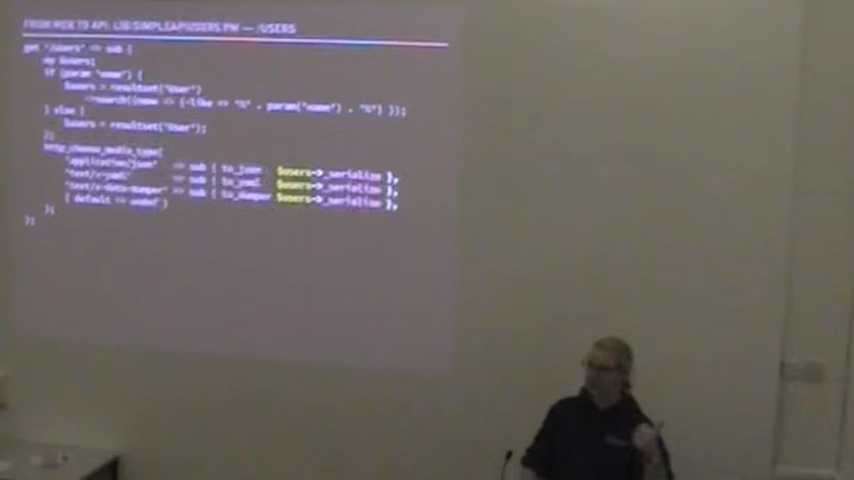 FROM WEB TO API: LIB/SIMPLEAPI/USERS.PM — /USERS
get "/users" => sub {
my $users;
if (param "name") {
$users = resultset("User")
->search({name => {-like => "%" . param("name") . "%"} });
} else {
$users = resultset("User");
};
http_choose_media_type(
"application/json" => sub { to_json $users->_serialize },
"text/x-yaml" => sub { to_yaml $users->_serialize },
"text/x-data-dumper" => sub { to_dumper $users->_serialize },
{ default => undef }
);
};